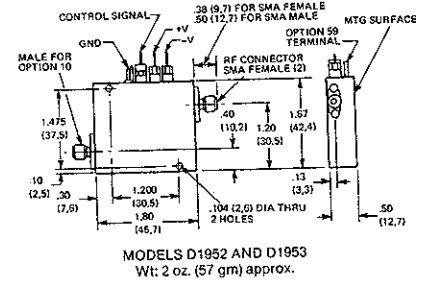 .38 (9,7) FOR SMA FEMALE
.50 (12,7) FOR SMA MALE
CONTROL SIGNAL
+V
-V
GND
MTG SURFACE
OPTION 59
TERMINAL
MALE FOR
OPTION 10
RF CONNECTOR
SMA FEMALE (2)
1.475
(37,5)
.40
(10,2)
1.20
(30,5)
1.67
(42,4)
.10
(2,5)
.30
(7,6)
1.200
(30,5)
1.80
(45,7)
.104 (2,6) DIA THRU
2 HOLES
.13
(3,3)
.50
(12,7)
MODELS D1952 AND D1953
Wt: 2 oz. (57 gm) approx.